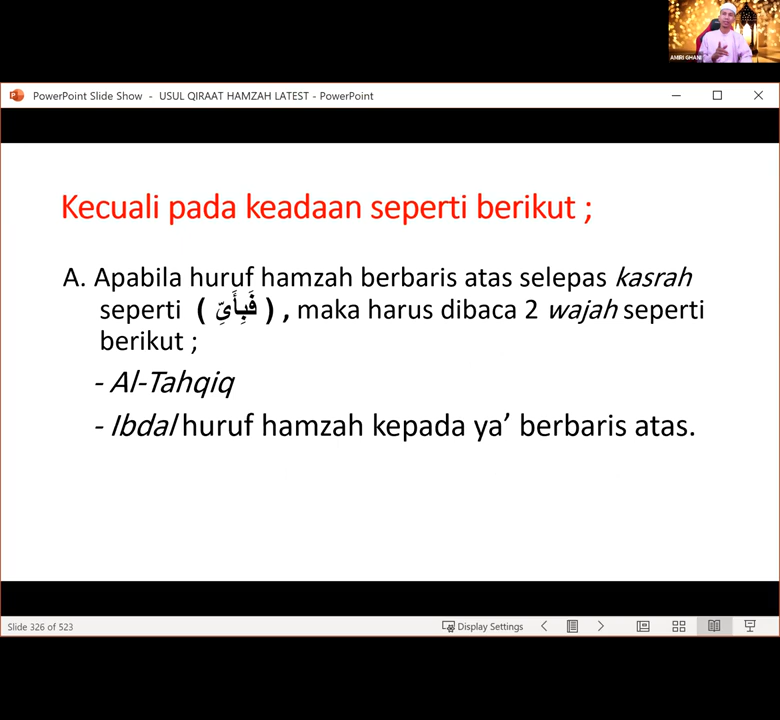 AMIRI GHANI
PowerPoint Slide Show - USUL QIRAAT HAMZAH LATEST - PowerPoint
Kecuali pada keadaan seperti berikut ;
A. Apabila huruf hamzah berbaris atas selepas kasrah
seperti ( فَبِأَيِّ ) , maka harus dibaca 2 wajah seperti
berikut ;
- Al-Tahqiq
- Ibdal huruf hamzah kepada ya’ berbaris atas.
Slide 326 of 523
Display Settings